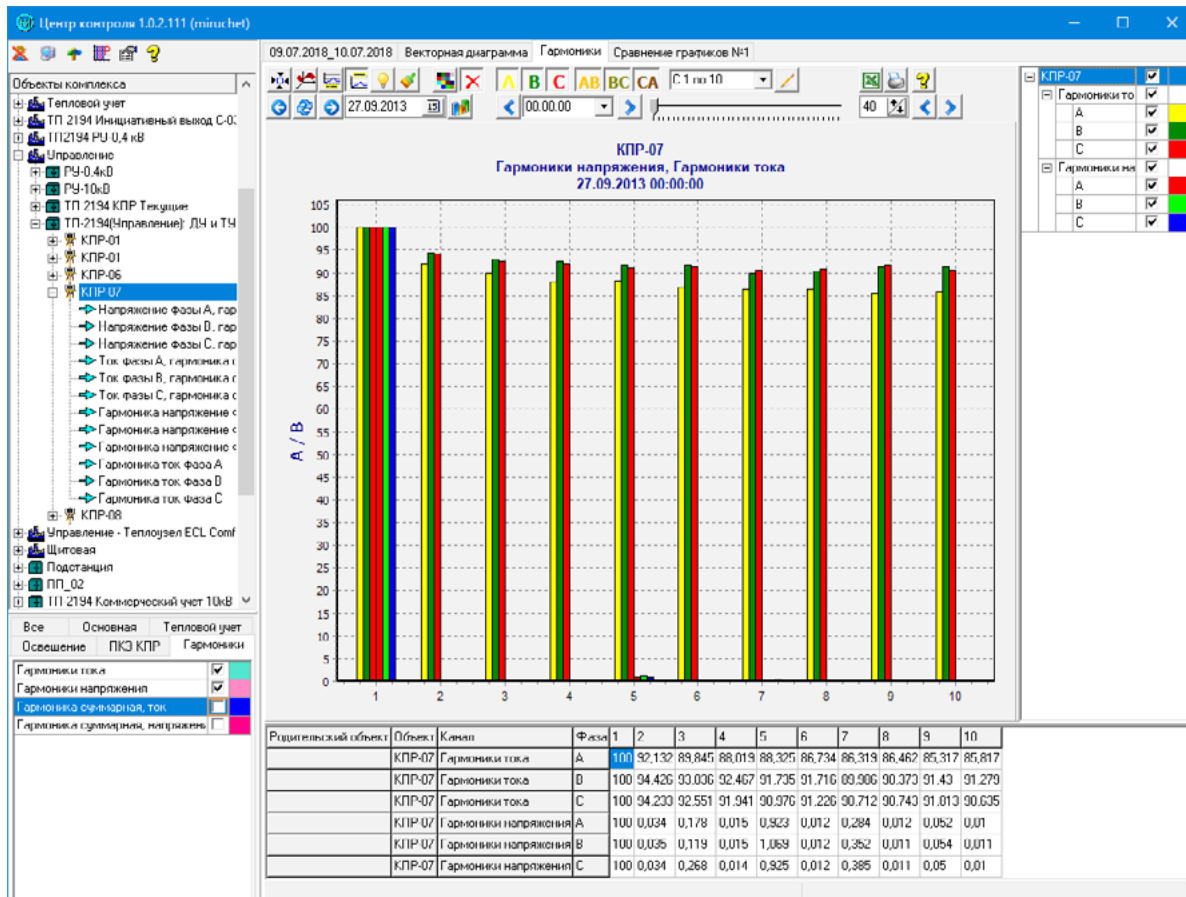 Центр контроля 1.0.2.111 (miruchet)
09.07.2018_10.07.2018 Векторная диаграмма Гармоники Сравнение графиков №1
A B C AB BC CA С 1 по 10
27.09.2013 00:00:00 40
Объекты комплекса
Тепловой учет
ТП 2194 Инициативный выход С-0
ТП2194 РУ-0,4 кВ
Управление
РУ-0.4кВ
РУ-10кВ
ТП 2194 КПР Текущие
ТП-2194(Управление): ДУ и ТУ
КПР-01
КПР-01
КПР-06
КПР-07
Напряжение фазы А, гар
Напряжение фазы В, гар
Напряжение фазы С, гар
Ток фазы А, гармоника с
Ток фазы В, гармоника с
Ток фазы С, гармоника с
Гармоника напряжение
Гармоника напряжение
Гармоника напряжение
Гармоника ток фаза А
Гармоника ток фаза В
Гармоника ток фаза С
КПР-08
Управление - Теплоузел ECL Comf
Щитовая
Подстанция
ПП_02
ТП 2194 Коммерческий учет 10кВ
Все Основная Тепловой учет
Освещение ПКЭ КПР Гармоники
Гармоники тока
Гармоники напряжения
Гармоника суммарная, ток
Гармоника суммарная, напряжени
КПР-07
Гармоники напряжения, Гармоники тока
27.09.2013 00:00:00
105
100
95
90
85
80
75
70
65
60
55
50
45
40
35
30
25
20
15
10
5
0
A / B
1 2 3 4 5 6 7 8 9 10
КПР-07
Гармоники то
A
B
C
Гармоники на
A
B
C
Родительский объект Объект Канал Фаза 1 2 3 4 5 6 7 8 9 10
КПР-07 Гармоники тока A 100 92,132 89,845 88,019 88,325 86,734 86,319 86,462 85,317 85,817
КПР-07 Гармоники тока B 100 94,426 93,036 92,467 91,735 91,716 89,906 90,373 91,43 91,279
КПР-07 Гармоники тока C 100 94,233 92,551 91,941 90,976 91,226 90,712 90,743 91,813 90,635
КПР-07 Гармоники напряжения A 100 0,034 0,178 0,015 0,923 0,012 0,284 0,012 0,052 0,01
КПР-07 Гармоники напряжения B 100 0,035 0,119 0,015 1,069 0,012 0,352 0,011 0,054 0,011
КПР-07 Гармоники напряжения C 100 0,034 0,268 0,014 0,925 0,012 0,385 0,011 0,05 0,01